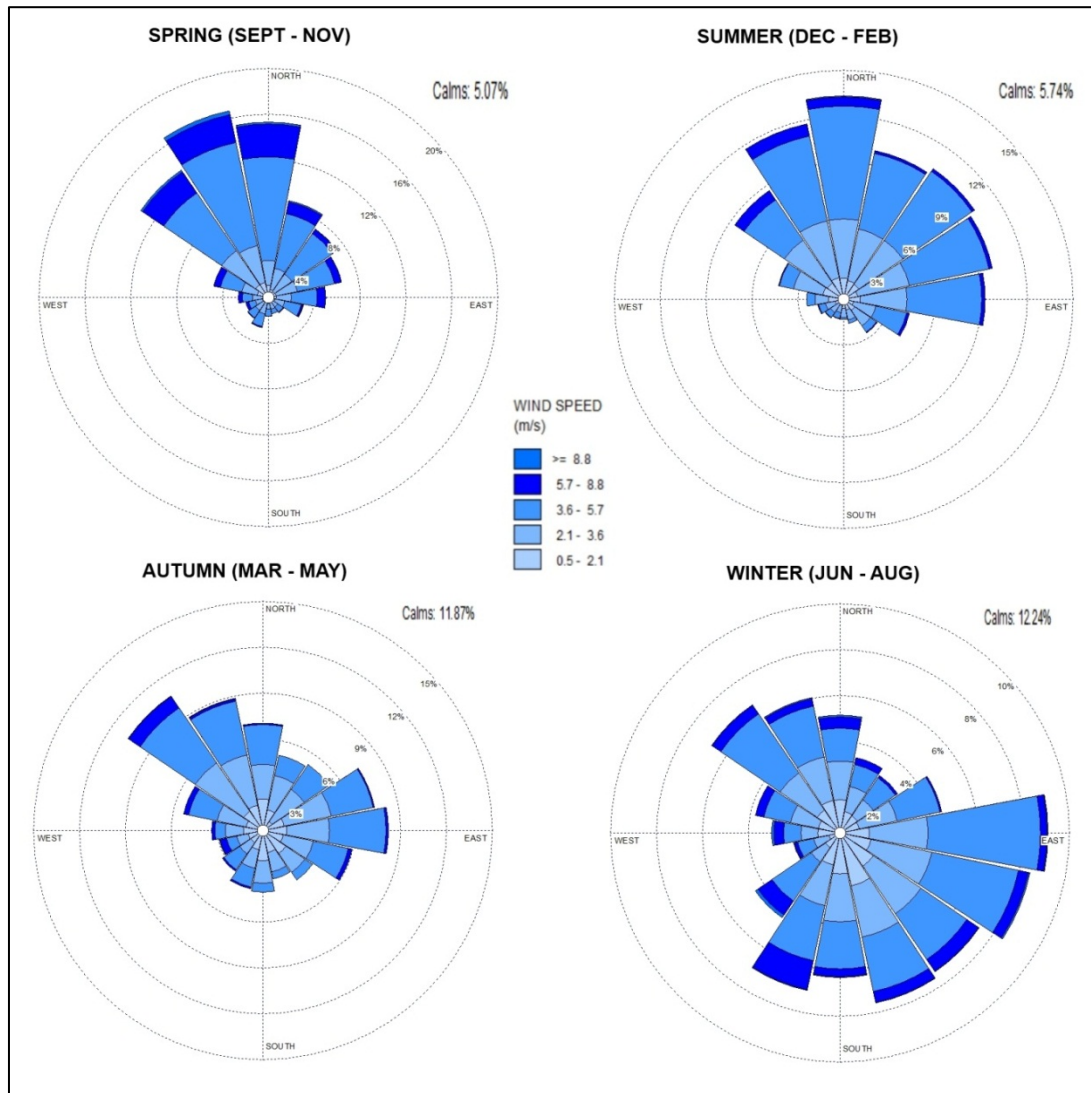 SPRING (SEPT - NOV)
Calms: 5.07%
NORTH
20%
16%
12%
8%
4%
WEST
EAST
SOUTH
SUMMER (DEC - FEB)
Calms: 5.74%
NORTH
15%
12%
9%
6%
3%
WEST
EAST
SOUTH
WIND SPEED
(m/s)
>= 8.8
5.7 - 8.8
3.6 - 5.7
2.1 - 3.6
0.5 - 2.1
AUTUMN (MAR - MAY)
Calms: 11.87%
NORTH
15%
12%
9%
6%
3%
WEST
EAST
SOUTH
WINTER (JUN - AUG)
Calms: 12.24%
NORTH
10%
8%
6%
4%
2%
WEST
EAST
SOUTH